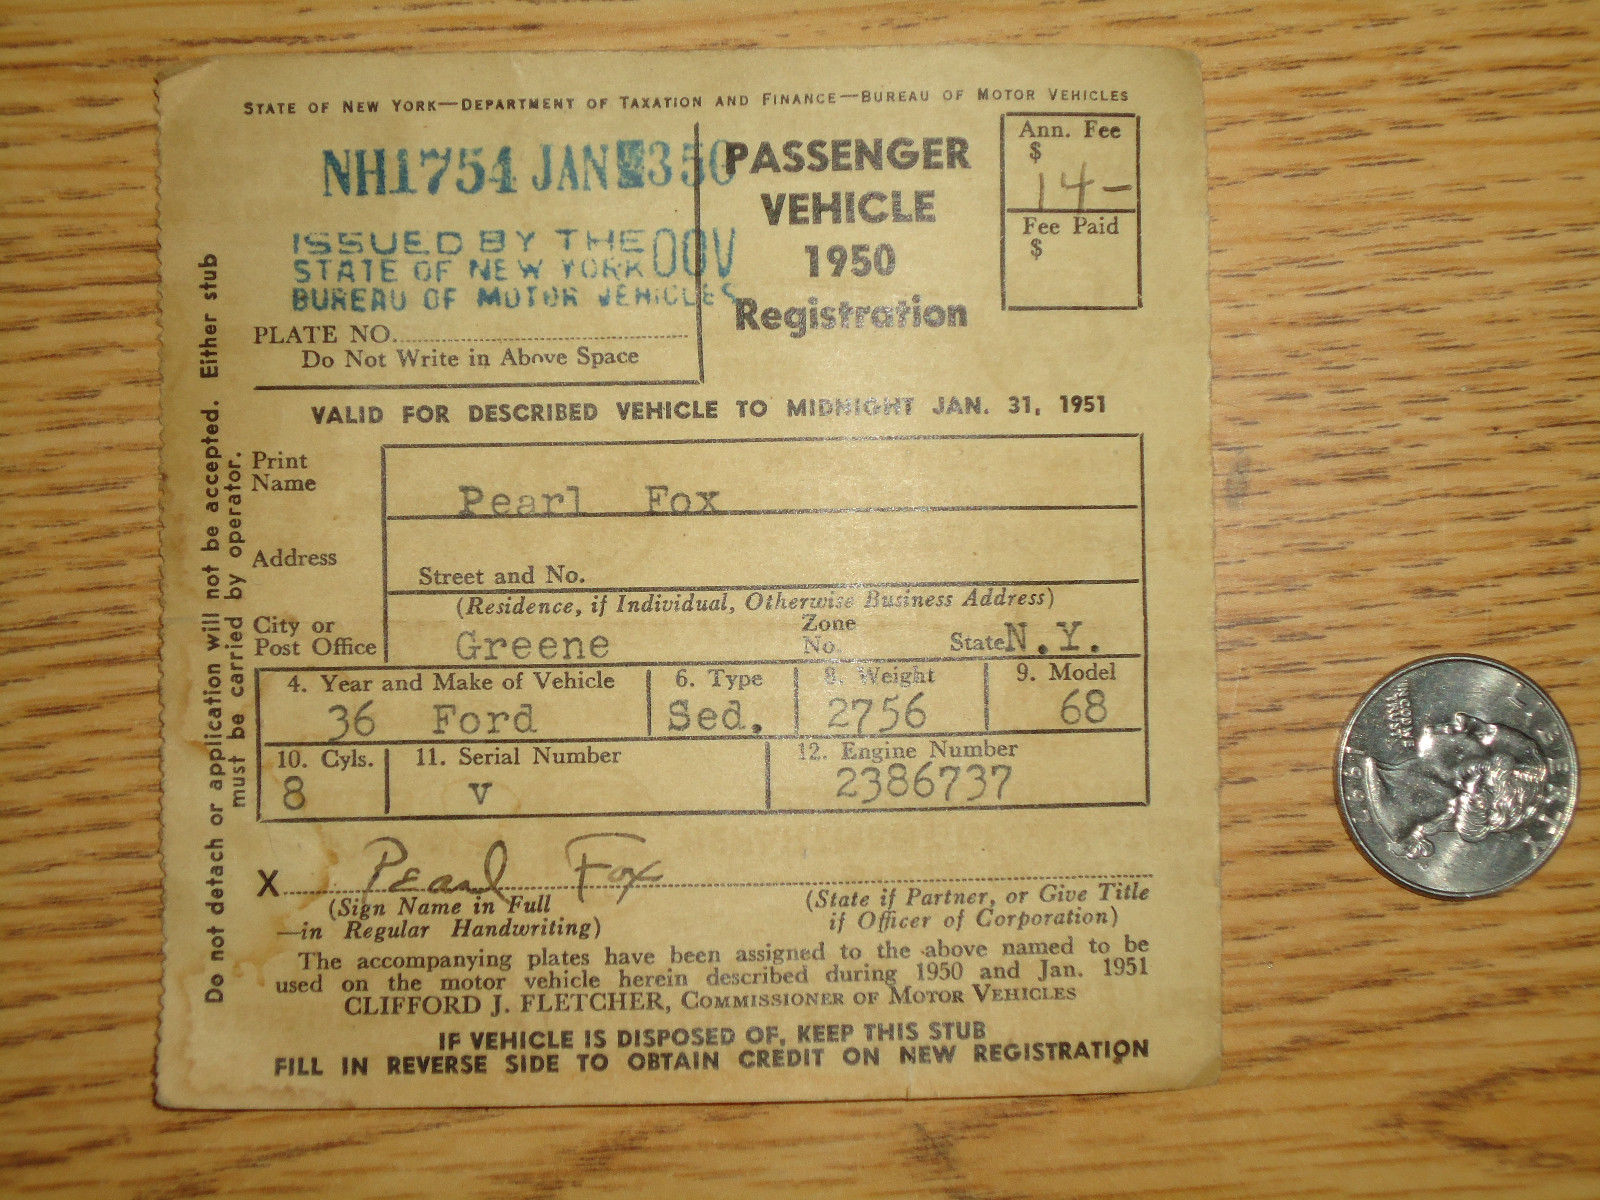 STATE OF NEW YORK—DEPARTMENT OF TAXATION AND FINANCE—BUREAU OF MOTOR VEHICLES
NH1754 JAN 3 50
ISSUED BY THE 00V
STATE OF NEW YORK
BUREAU OF MOTOR VEHICLES
PLATE NO.
Do Not Write in Above Space
PASSENGER
VEHICLE
1950
Registration
Ann. Fee
$
14-
Fee Paid
$
VALID FOR DESCRIBED VEHICLE TO MIDNIGHT JAN. 31, 1951
Print
Name
Pearl Fox
Address
Street and No.
(Residence, if Individual, Otherwise Business Address)
City or
Post Office
Greene
Zone
No.
State N.Y.
4. Year and Make of Vehicle
36 Ford
6. Type
Sed.
8. Weight
2756
9. Model
68
10. Cyls.
8
11. Serial Number
v
12. Engine Number
2386737
X Pearl Fox
(Sign Name in Full
—in Regular Handwriting)
(State if Partner, or Give Title
if Officer of Corporation)
The accompanying plates have been assigned to the above named to be
used on the motor vehicle herein described during 1950 and Jan. 1951
CLIFFORD J. FLETCHER, COMMISSIONER OF MOTOR VEHICLES
IF VEHICLE IS DISPOSED OF, KEEP THIS STUB
FILL IN REVERSE SIDE TO OBTAIN CREDIT ON NEW REGISTRATION
Do not detach or application will not be accepted. Either stub
must be carried by operator.
LIBERTY
IN GOD WE TRUST